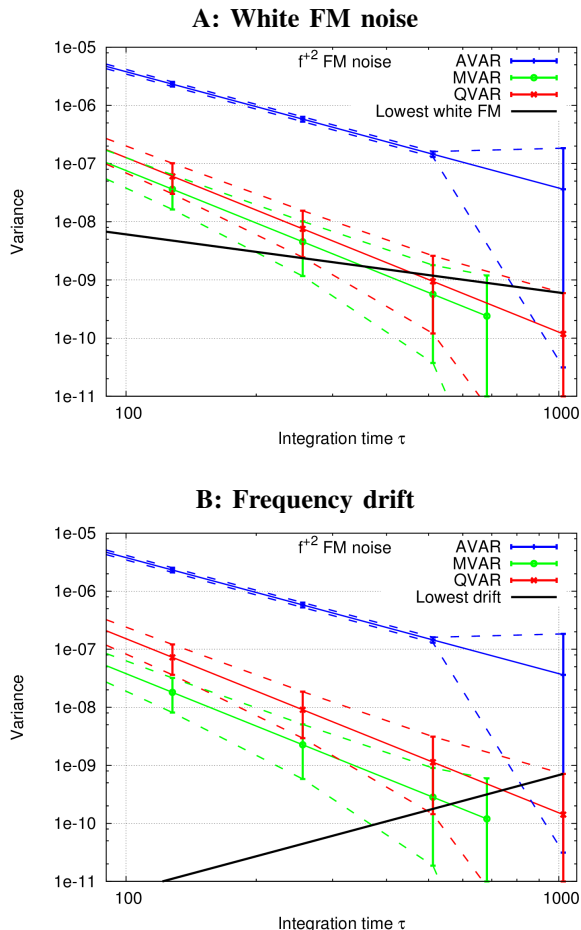 A: White FM noise
f+2 FM noise
AVAR
MVAR
QVAR
Lowest white FM
1e-05
1e-06
1e-07
1e-08
1e-09
1e-10
1e-11
Variance
100
1000
Integration time τ
B: Frequency drift
f+2 FM noise
AVAR
MVAR
QVAR
Lowest drift
1e-05
1e-06
1e-07
1e-08
1e-09
1e-10
1e-11
Variance
100
1000
Integration time τ